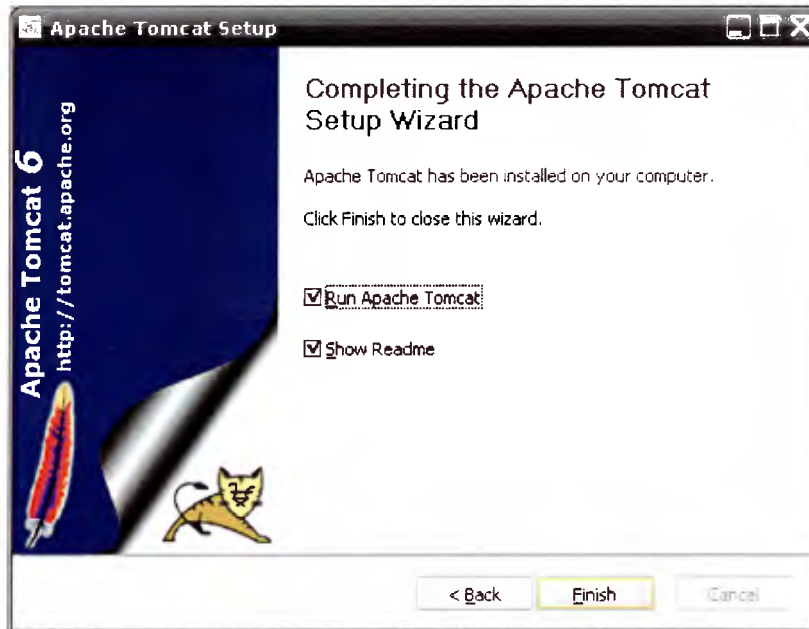 Apache Tomcat Setup
Apache Tomcat 6
http://tomcat.apache.org
Completing the Apache Tomcat
Setup Wizard
Apache Tomcat has been installed on your computer.
Click Finish to close this wizard.
Run Apache Tomcat
Show Readme
< Back
Finish
Cancel